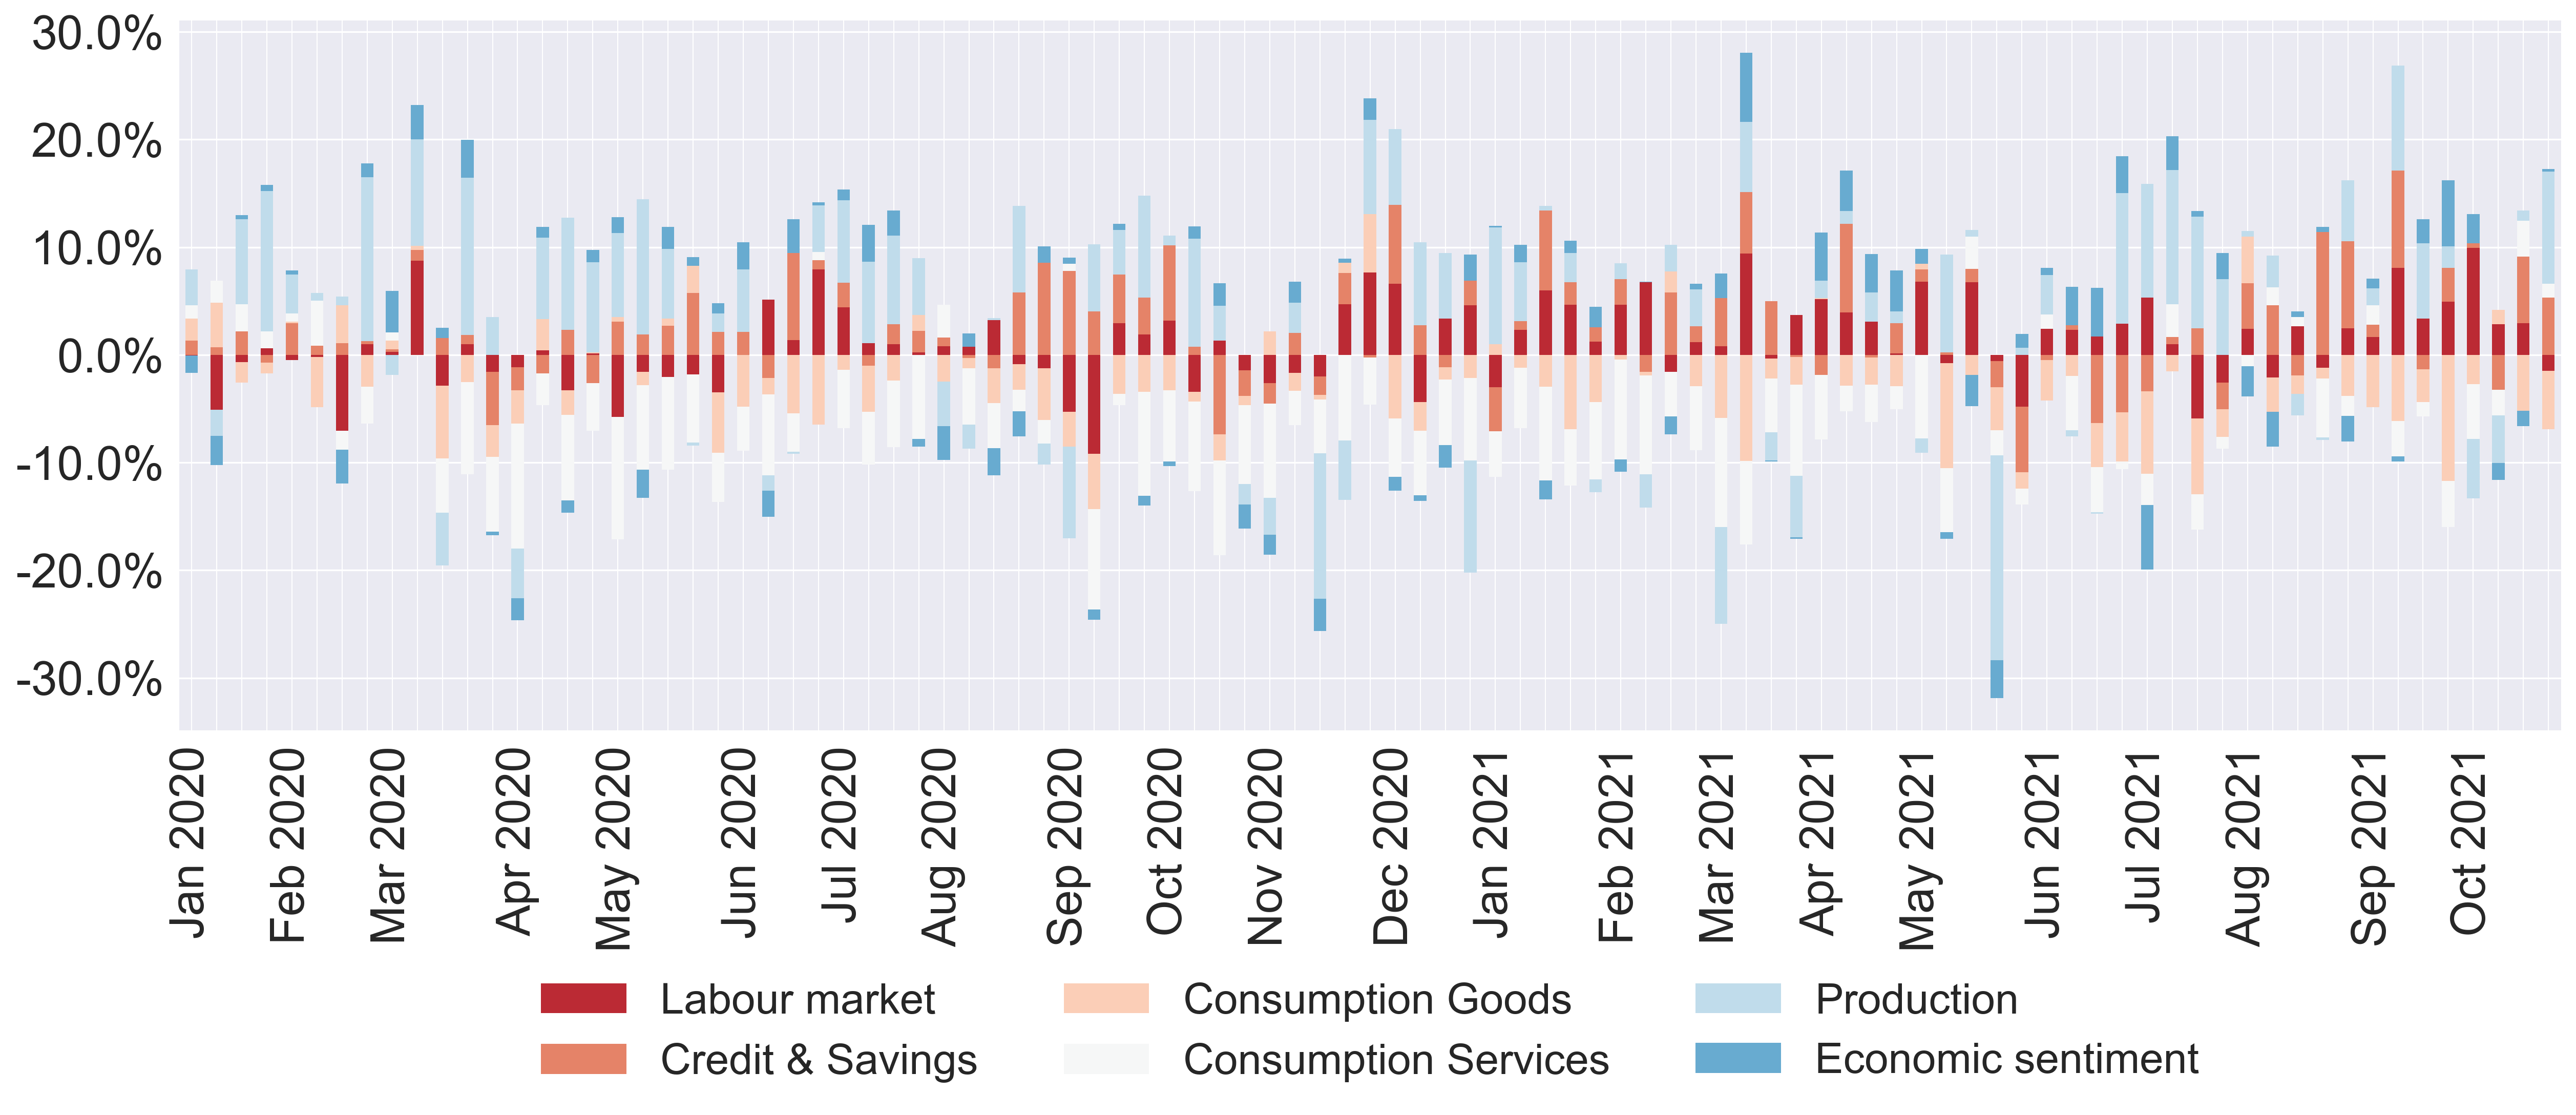 30.0%
20.0%
10.0%
0.0%
-10.0%
-20.0%
-30.0%
Jan 2020
Feb 2020
Mar 2020
Apr 2020
May 2020
Jun 2020
Jul 2020
Aug 2020
Sep 2020
Oct 2020
Nov 2020
Dec 2020
Jan 2021
Feb 2021
Mar 2021
Apr 2021
May 2021
Jun 2021
Jul 2021
Aug 2021
Sep 2021
Oct 2021
Labour market
Consumption Goods
Production
Credit & Savings
Consumption Services
Economic sentiment